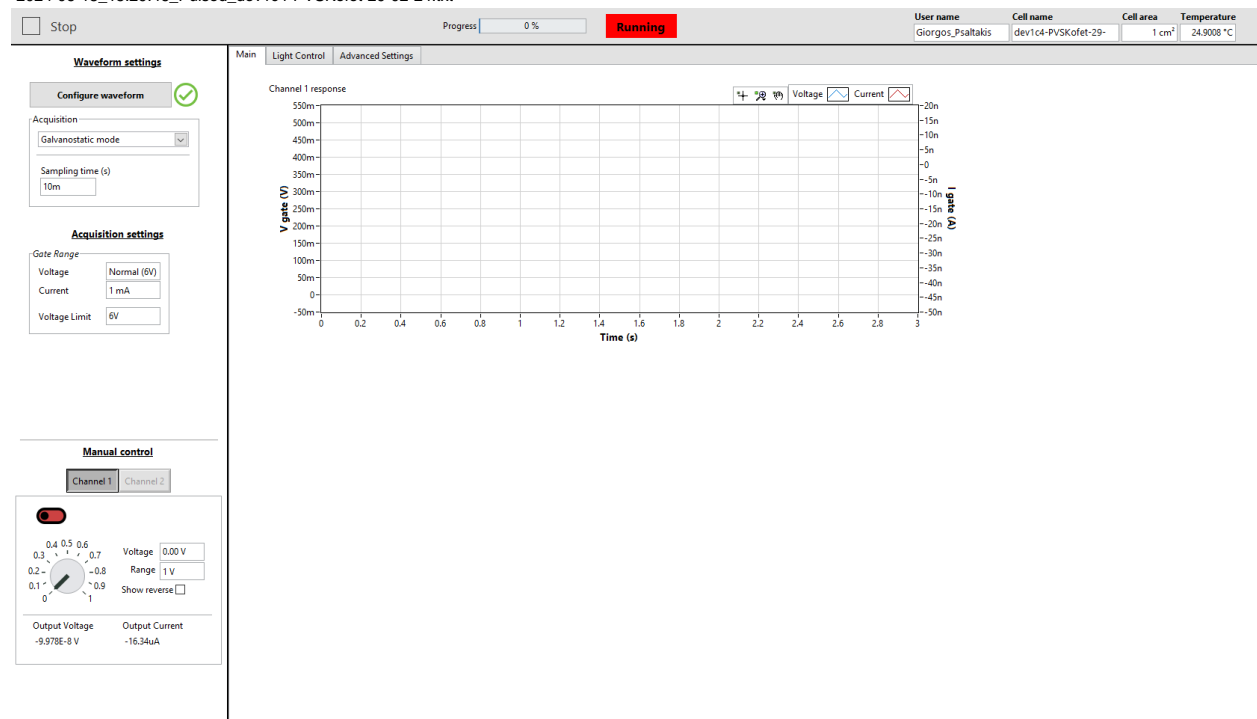 Stop
Progress
0 %
Running
User name
Cell name
Cell area
Temperature
Giorgos_Psaltakis
dev1c4-PVSKofet-29-
1 cm²
24.9008 °C
Waveform settings
Configure waveform
Acquisition
Galvanostatic mode
Sampling time (s)
10m
Acquisition settings
Gate Range
Voltage
Normal (6V)
Current
1 mA
Voltage Limit
6V
Manual control
Channel 1
Channel 2
0.4 0.5 0.6
0.3 0.7
0.2 0.8
0.1 0.9
0 1
Voltage
0.00 V
Range
1 V
Show reverse
Output Voltage
Output Current
-9.978E-8 V
-16.34uA
Main
Light Control
Advanced Settings
Channel 1 response
Voltage
Current
550m
500m
450m
400m
350m
300m
250m
200m
150m
100m
50m
0
-50m
V gate (V)
20n
15n
10n
5n
0
-5n
-10n
-15n
-20n
-25n
-30n
-35n
-40n
-45n
-50n
I gate (A)
0 0.2 0.4 0.6 0.8 1 1.2 1.4 1.6 1.8 2 2.2 2.4 2.6 2.8 3
Time (s)